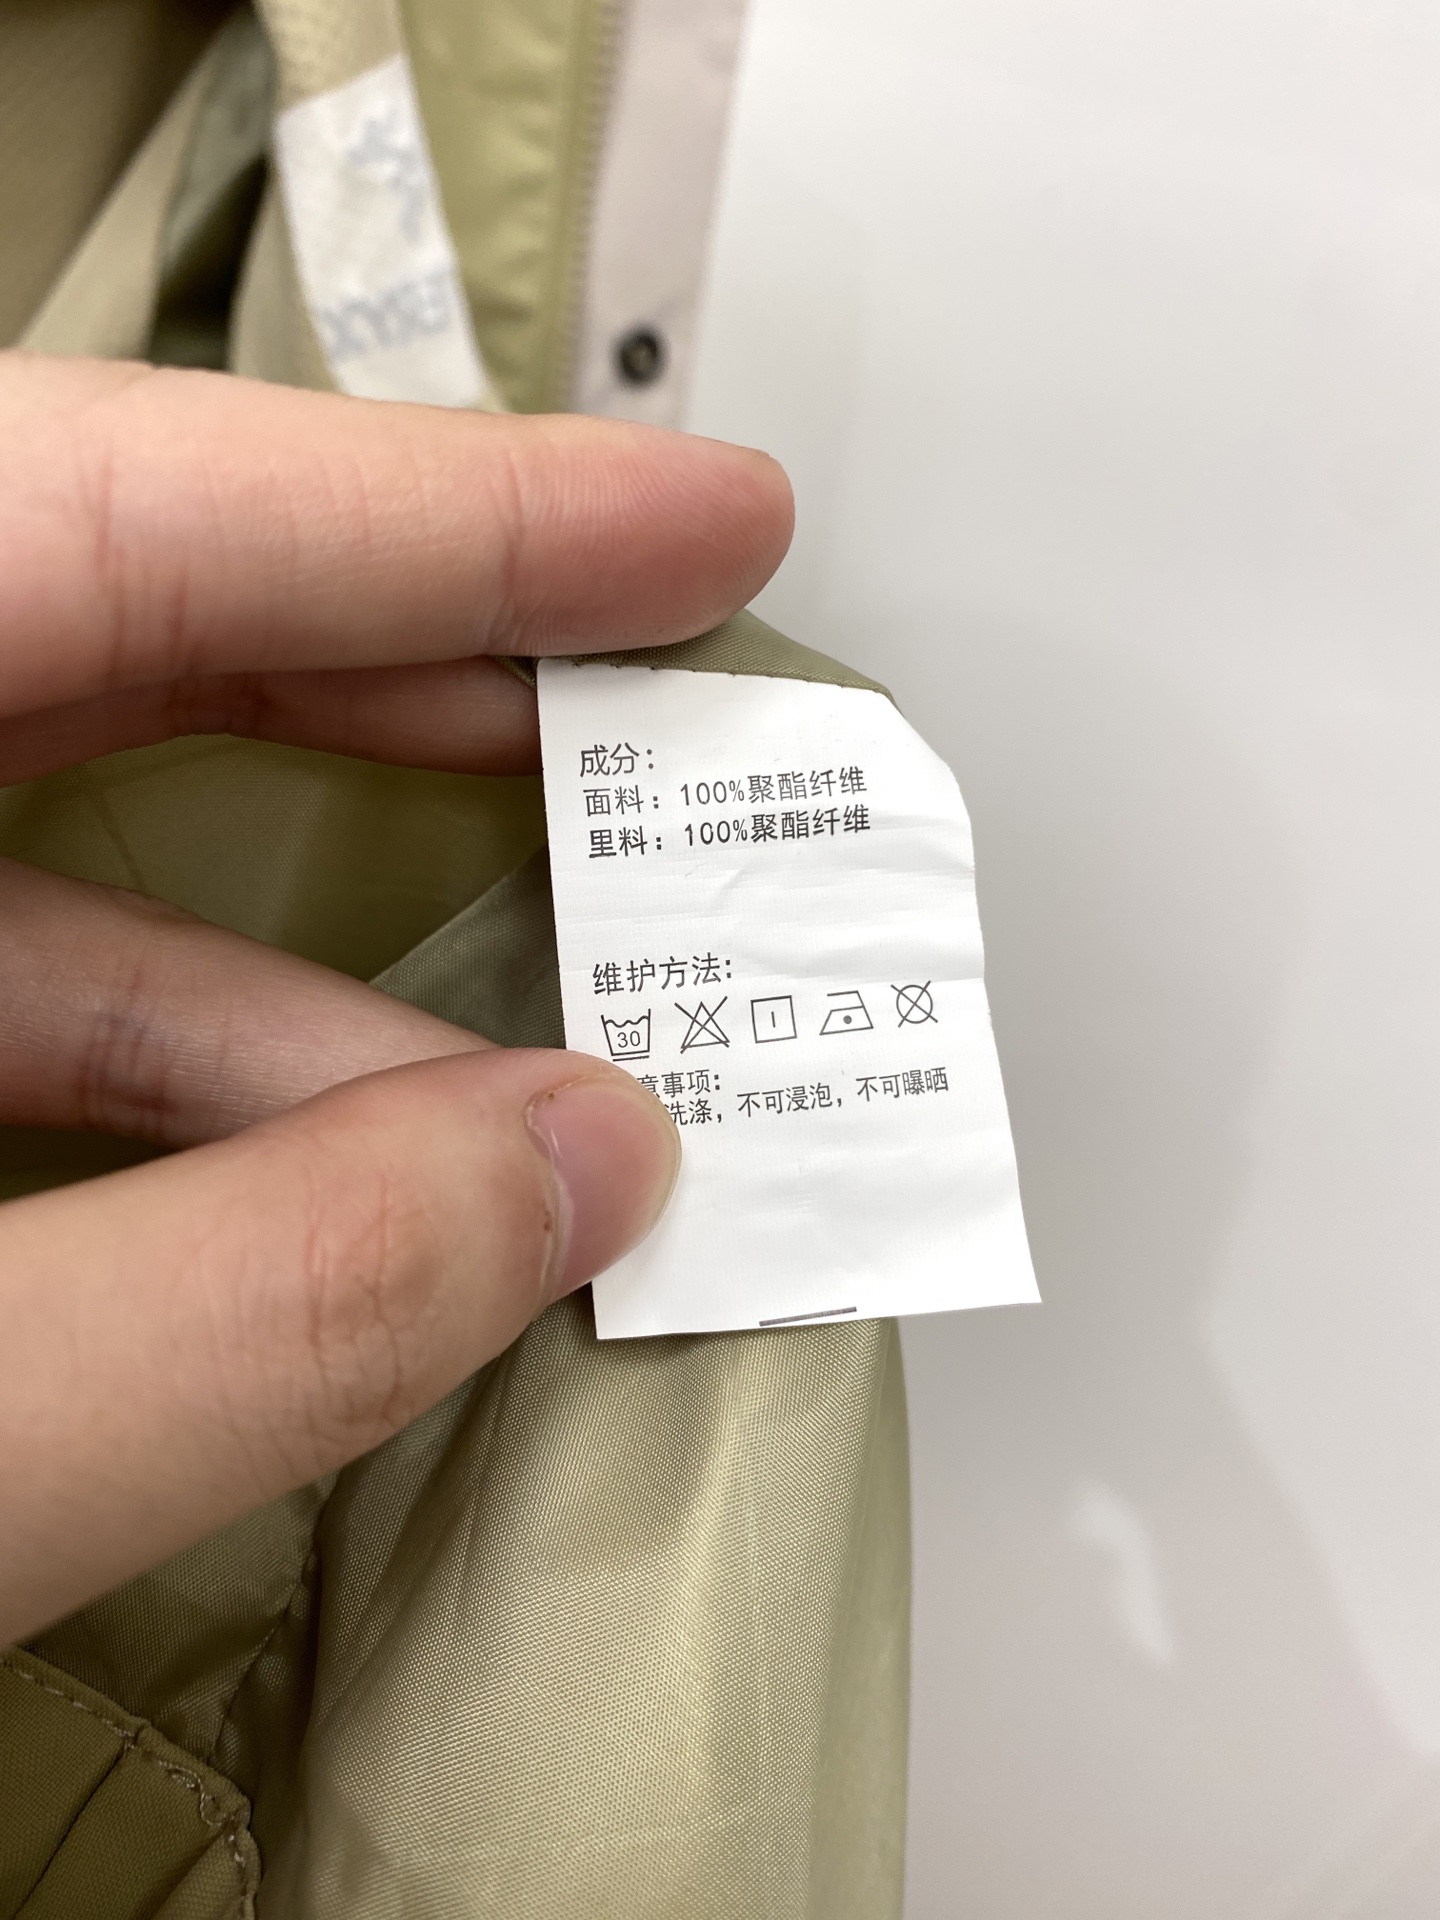 成分：
面料：100%聚酯纤维
里料：100%聚酯纤维
维护方法：
30
意事项：
洗涤，不可浸泡，不可曝晒